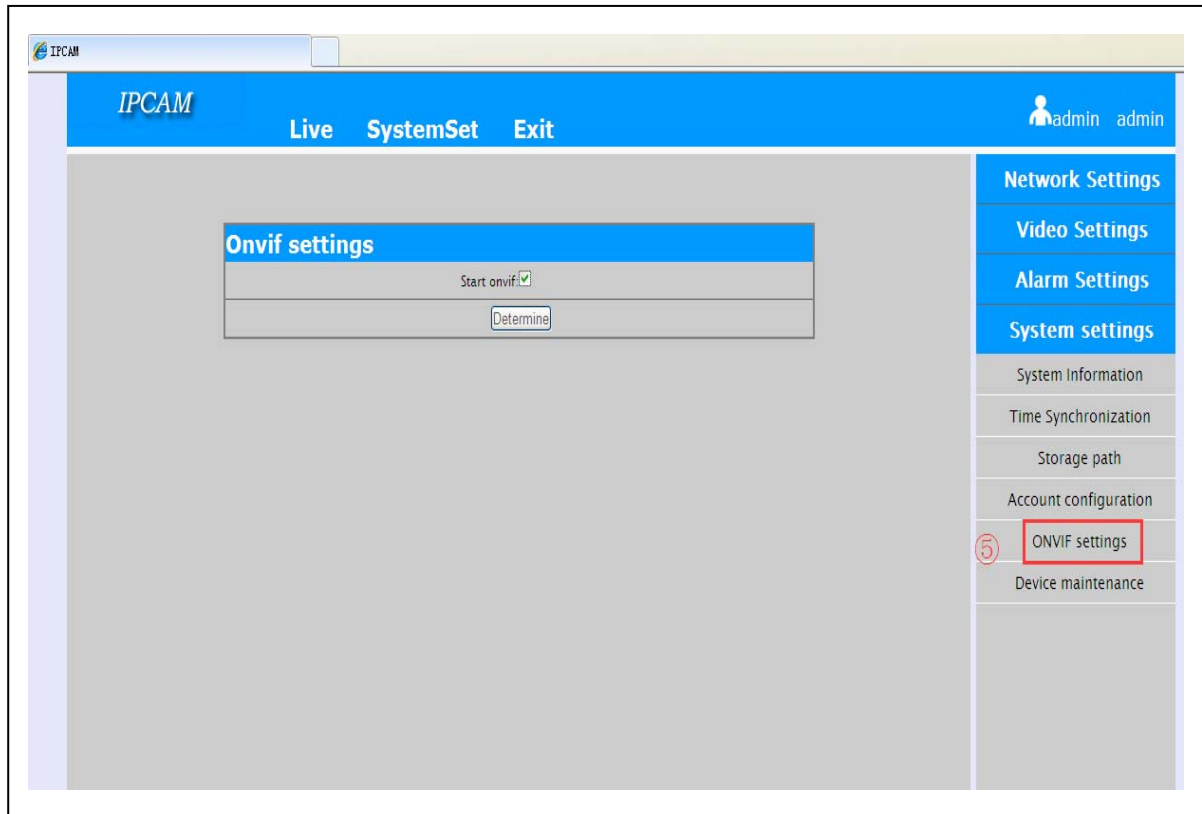 IPCAM
IPCAM
Live SystemSet Exit
admin admin
Network Settings
Video Settings
Alarm Settings
System settings
System Information
Time Synchronization
Storage path
Account configuration
⑤ ONVIF settings
Device maintenance
Onvif settings
Start onvif:
Determine